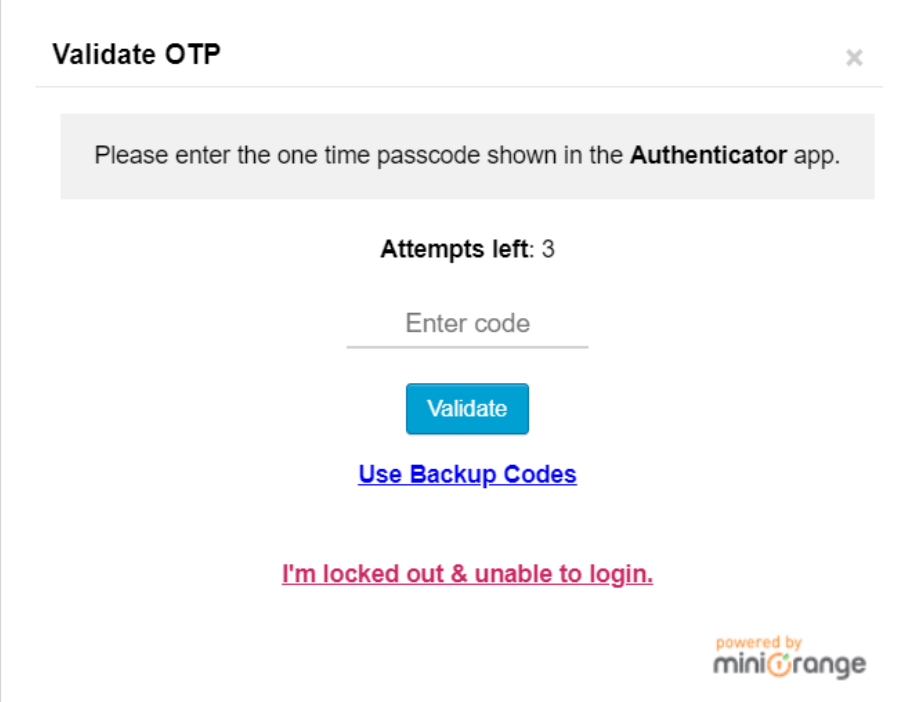 Validate OTP
×
Please enter the one time passcode shown in the Authenticator app.
Attempts left: 3
Enter code
Validate
Use Backup Codes
I'm locked out & unable to login.
powered by
miniOrange